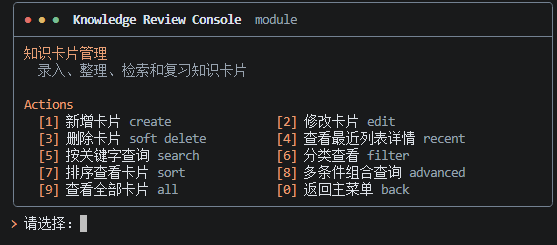 Knowledge Review Console module
知识卡片管理
录入、整理、检索和复习知识卡片
Actions
[1] 新增卡片 create [2] 修改卡片 edit
[3] 删除卡片 soft delete [4] 查看最近列表详情 recent
[5] 按关键字查询 search [6] 分类查看 filter
[7] 排序查看卡片 sort [8] 多条件组合查询 advanced
[9] 查看全部卡片 all [0] 返回主菜单 back
> 请选择: